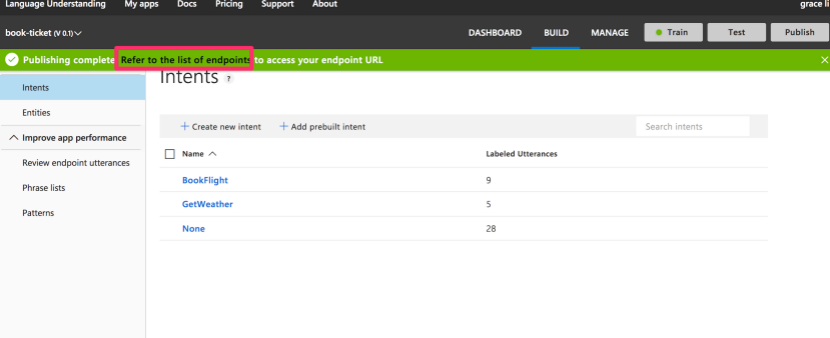 Language Understanding My apps Docs Pricing Support About grace li
book-ticket (V 0.1) DASHBOARD BUILD MANAGE Train Test Publish
Publishing complete Refer to the list of endpoints to access your endpoint URL
Intents
Intents ?
Entities
Create new intent Add prebuilt intent Search intents
Improve app performance
Name Labeled Utterances
Review endpoint utterances
BookFlight 9
Phrase lists
GetWeather 5
Patterns
None 28